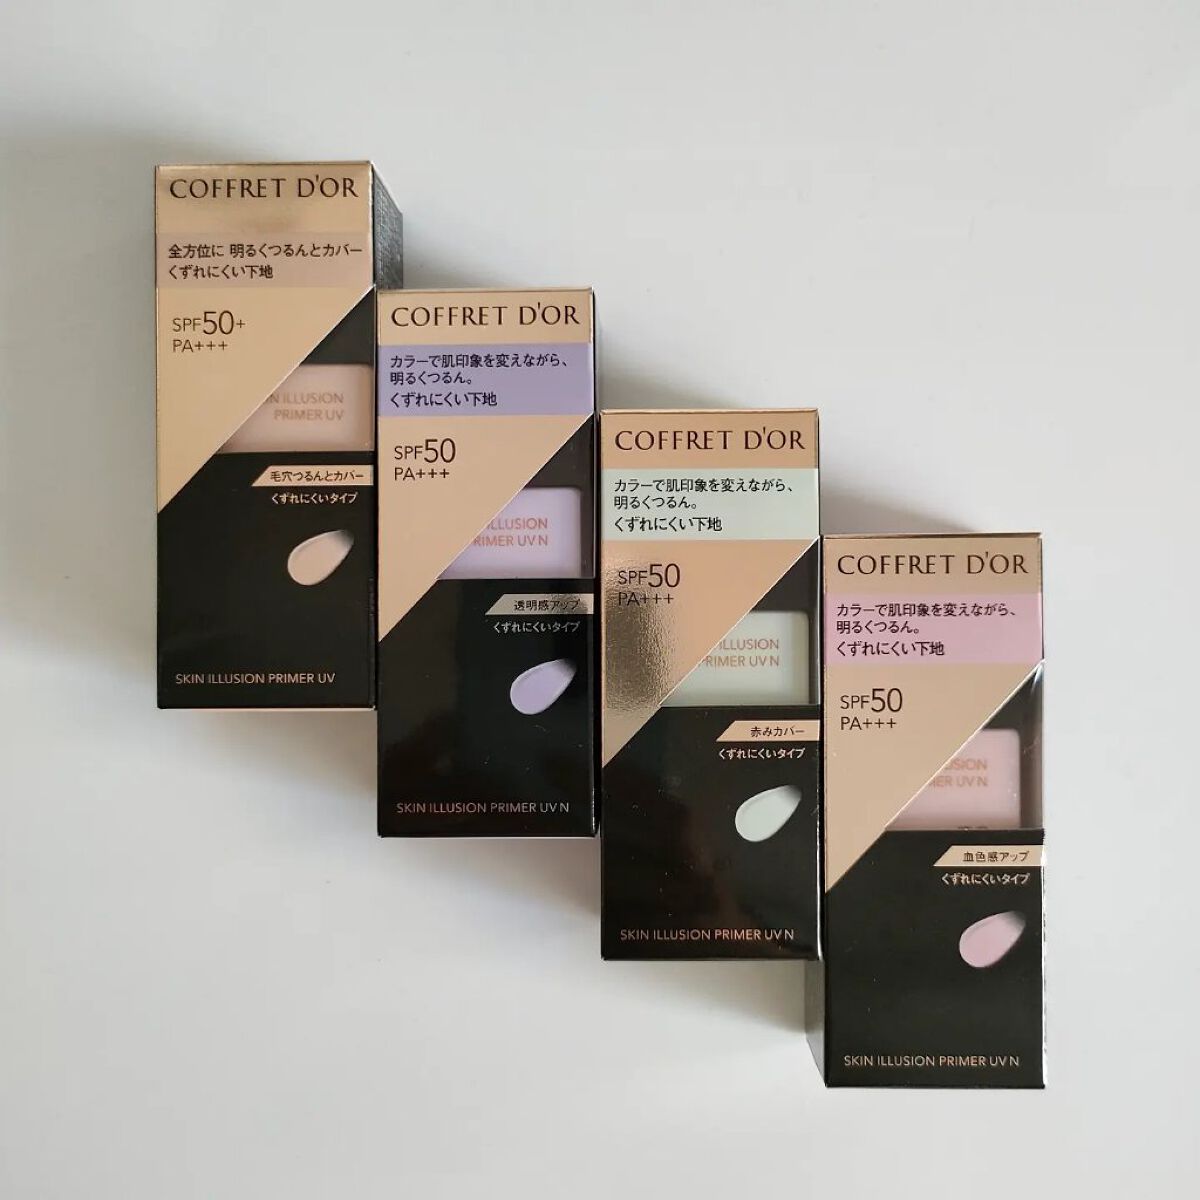 COFFRET D'OR
全方位に 明るくつるんとカバー
くずれにくい下地
SPF50+
PA+++
IN ILLUSION
PRIMER UV
毛穴つるんとカバー
くずれにくいタイプ
SKIN ILLUSION PRIMER UV
COFFRET D'OR
カラーで肌印象を変えながら、
明るくつるん。
くずれにくい下地
SPF50
PA+++
ILLUSION
RIMER UV N
透明感アップ
くずれにくいタイプ
SKIN ILLUSION PRIMER UV N
COFFRET D'OR
カラーで肌印象を変えながら、
明るくつるん。
くずれにくい下地
SPF50
PA+++
ILLUSION
PRIMER UV N
赤みカバー
くずれにくいタイプ
SKIN ILLUSION PRIMER UV N
COFFRET D'OR
カラーで肌印象を変えながら、
明るくつるん。
くずれにくい下地
SPF50
PA+++
USION
ER UV N
血色感アップ
くずれにくいタイプ
SKIN ILLUSION PRIMER UV N